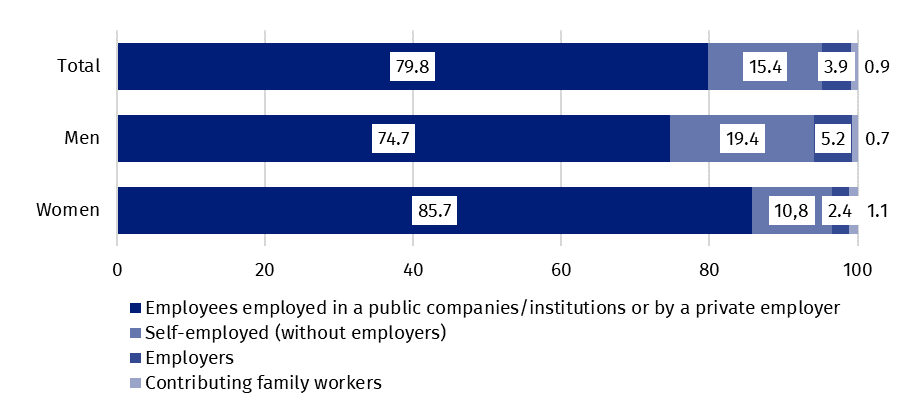 Total 79.8 15.4 3.9 0.9
Men 74.7 19.4 5.2 0.7
Women 85.7 10,8 2.4 1.1
0 20 40 60 80 100
Employees employed in a public companies/institutions or by a private employer
Self-employed (without employers)
Employers
Contributing family workers